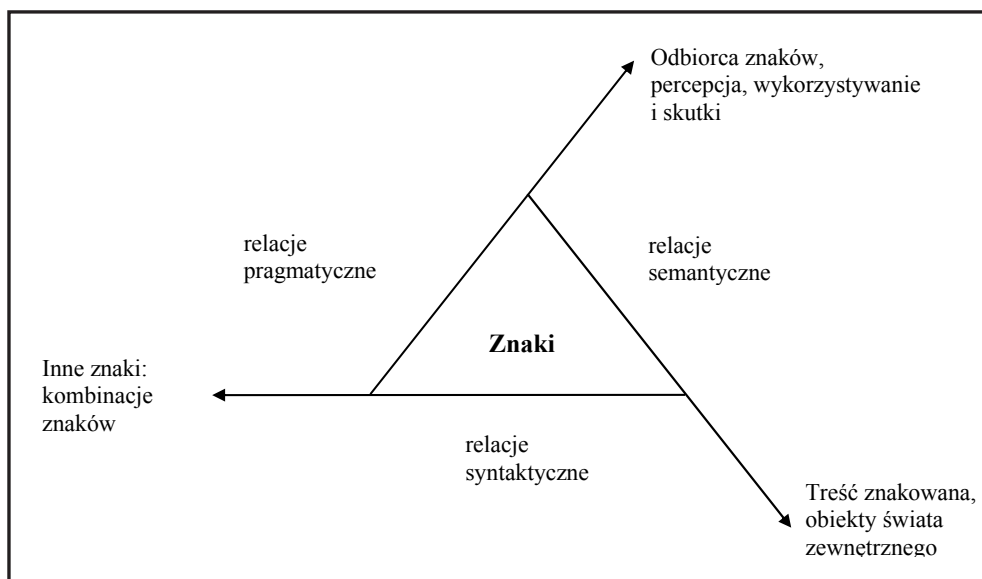 Odbiorca znaków,
percepcja, wykorzystywanie
i skutki
relacje
pragmatyczne
relacje
semantyczne
Znaki
Inne znaki:
kombinacje
znaków
relacje
syntaktyczne
Treść znakowana,
obiekty świata
zewnętrznego